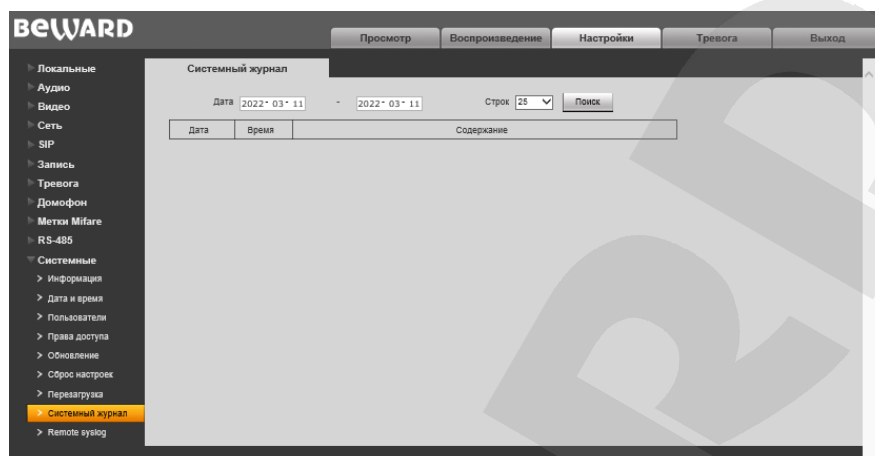 BEWARD
Просмотр Воспроизведение Настройки Тревога Выход
Локальные
Аудио
Видео
Сеть
SIP
Запись
Тревога
Домофон
Метки Mifare
RS-485
Системные
Информация
Дата и время
Пользователи
Права доступа
Обновление
Сброс настроек
Перезагрузка
Системный журнал
Remote syslog
Системный журнал
Дата 2022-03-11 - 2022-03-11 Строк 25 Поиск
Дата Время Содержание